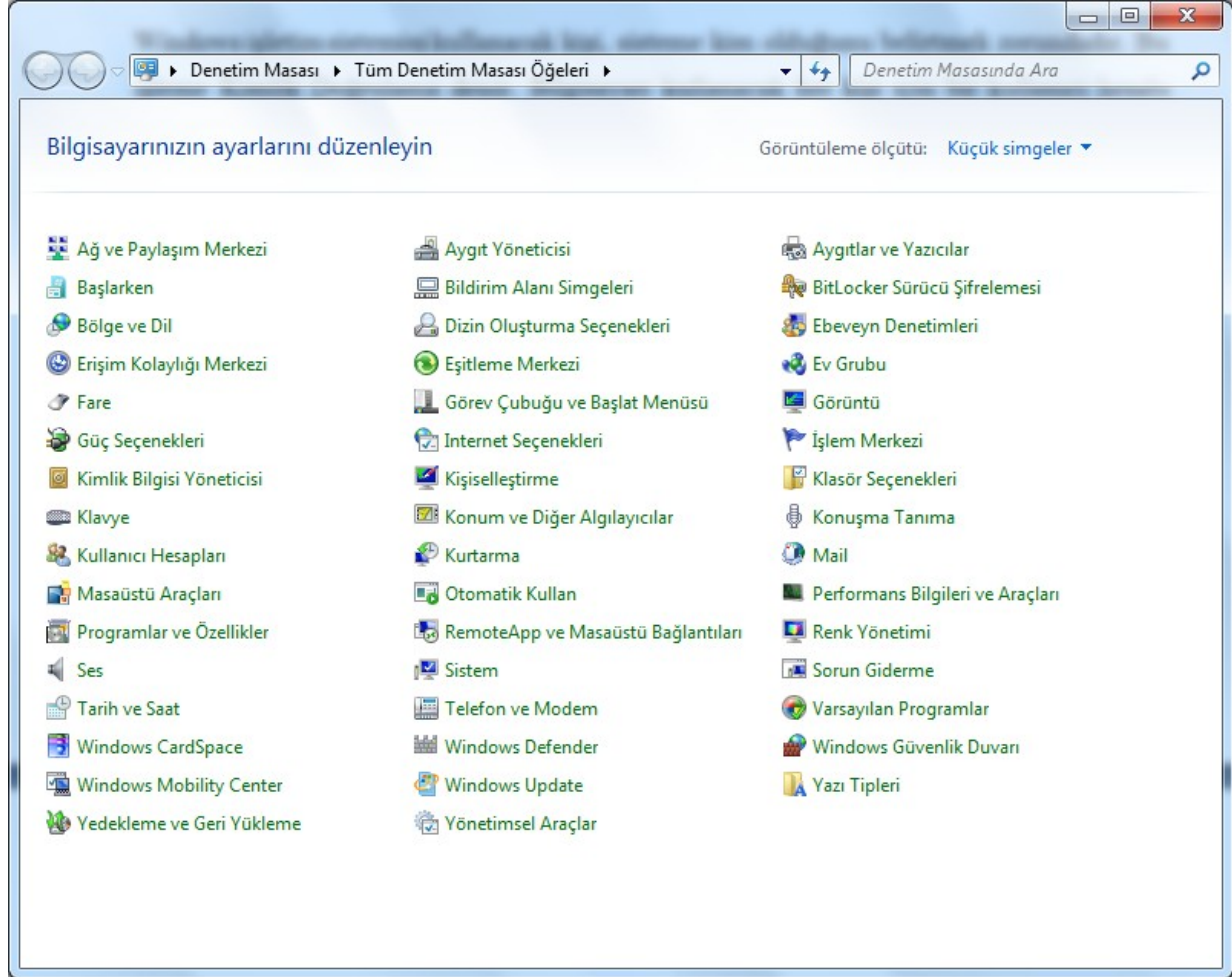 Denetim Masası Tüm Denetim Masası Öğeleri Denetim Masasında Ara
Bilgisayarınızın ayarlarını düzenleyin Görüntüleme ölçütü: Küçük simgeler
Ağ ve Paylaşım Merkezi Aygıt Yöneticisi Aygıtlar ve Yazıcılar
Başlarken Bildirim Alanı Simgeleri BitLocker Sürücü Şifrelemesi
Bölge ve Dil Dizin Oluşturma Seçenekleri Ebeveyn Denetimleri
Erişim Kolaylığı Merkezi Eşitleme Merkezi Ev Grubu
Fare Görev Çubuğu ve Başlat Menüsü Görüntü
Güç Seçenekleri Internet Seçenekleri İşlem Merkezi
Kimlik Bilgisi Yöneticisi Kişiselleştirme Klasör Seçenekleri
Klavye Konum ve Diğer Algılayıcılar Konuşma Tanıma
Kullanıcı Hesapları Kurtarma Mail
Masaüstü Araçları Otomatik Kullan Performans Bilgileri ve Araçları
Programlar ve Özellikler RemoteApp ve Masaüstü Bağlantıları Renk Yönetimi
Ses Sistem Sorun Giderme
Tarih ve Saat Telefon ve Modem Varsayılan Programlar
Windows CardSpace Windows Defender Windows Güvenlik Duvarı
Windows Mobility Center Windows Update Yazı Tipleri
Yedekleme ve Geri Yükleme Yönetimsel Araçlar